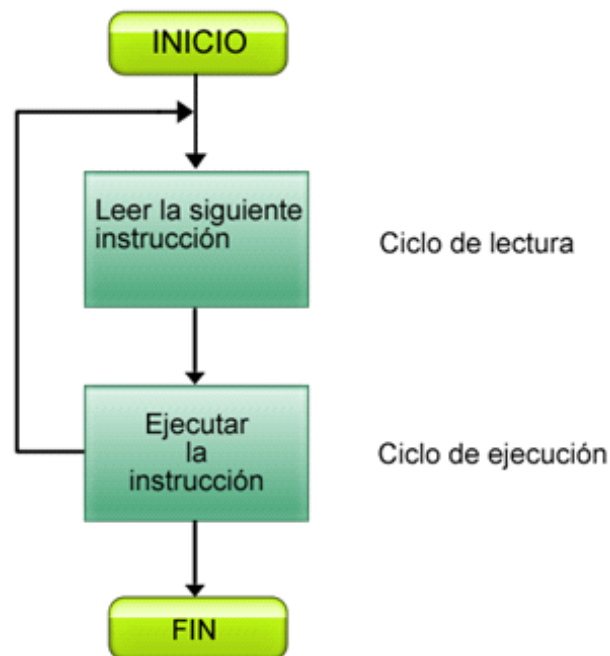 INICIO
Leer la siguiente
instrucción
Ciclo de lectura
Ejecutar
la
instrucción
Ciclo de ejecución
FIN